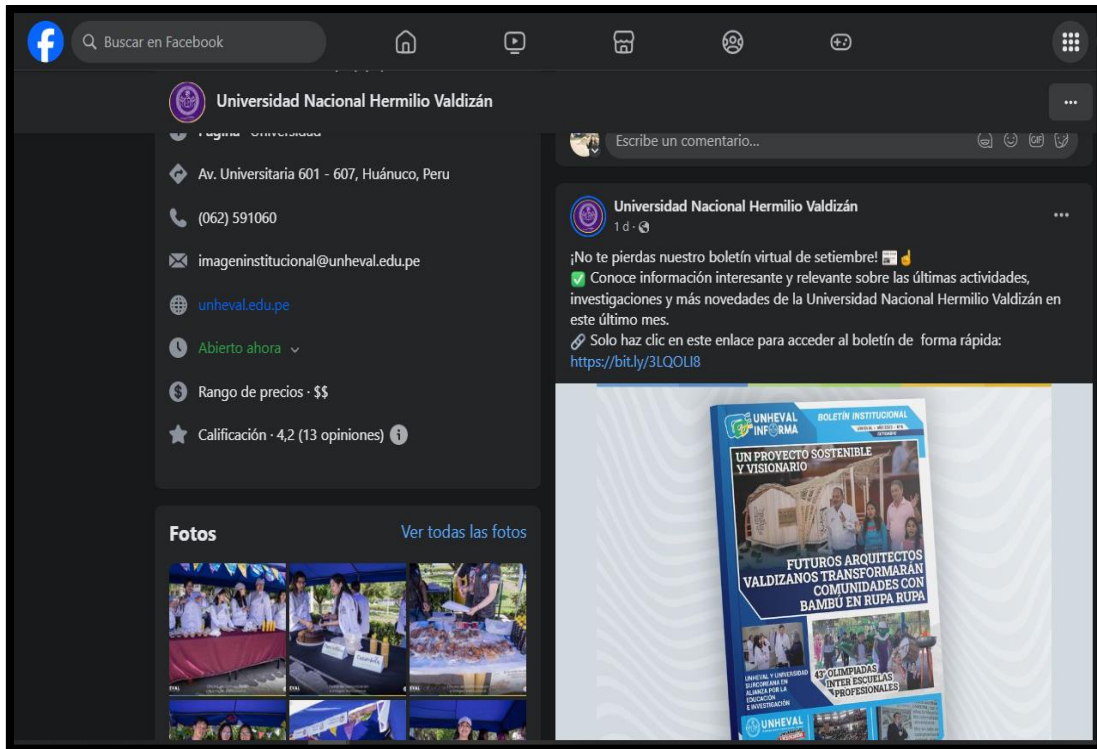 Buscar en Facebook
Universidad Nacional Hermilio Valdizán
Página · Universidad
Av. Universitaria 601 - 607, Huánuco, Peru
(062) 591060
imageninstitucional@unheval.edu.pe
unheval.edu.pe
Abierto ahora
Rango de precios · $$
Calificación · 4,2 (13 opiniones)
Fotos
Ver todas las fotos
Escribe un comentario...
GIF
Universidad Nacional Hermilio Valdizán
1 d ·
¡No te pierdas nuestro boletín virtual de setiembre!
Conoce información interesante y relevante sobre las últimas actividades,
investigaciones y más novedades de la Universidad Nacional Hermilio Valdizán en
este último mes.
Solo haz clic en este enlace para acceder al boletín de forma rápida:
https://bit.ly/3LQOLI8
UNHEVAL
INFORMA
BOLETÍN INSTITUCIONAL
SETIEMBRE
UN PROYECTO SOSTENIBLE
Y VISIONARIO
FUTUROS ARQUITECTOS
VALDIZANOS TRANSFORMARÁN
COMUNIDADES CON
BAMBÚ EN RUPA RUPA
UNHEVAL Y UNIVERSIDAD
SURCOREANA EN
ALIANZA POR LA
EDUCACIÓN
E INVESTIGACIÓN
43° OLIMPIADAS
INTER ESCUELAS
PROFESIONALES
UNHEVAL